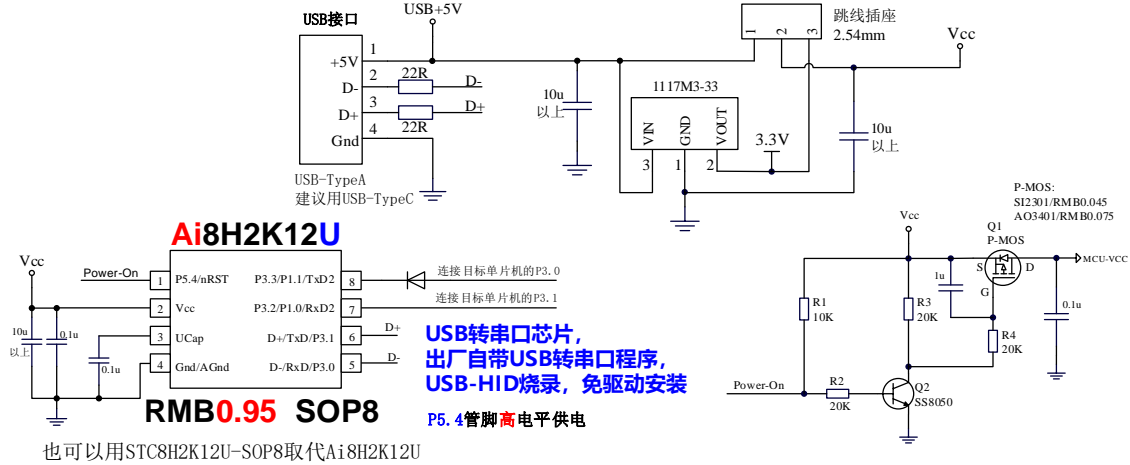 USB接口
USB+5V
+5V
1
D-
2
22R
D-
D+
3
22R
D+
Gnd
4
USB-TypeA
建议用USB-TypeC
10u
以上
跳线插座
2.54mm
1
2
3
Vcc
1117M3-33
VIN
GND
VOUT
3
1
2
3.3V
10u
以上
Ai8H2K12U
Vcc
10u
以上
0.1u
0.1u
Power-On
1
P5.4/nRST
2
Vcc
3
UCap
4
Gnd/AGnd
P3.3/P1.1/TxD2
8
P3.2/P1.0/RxD2
7
D+/TxD/P3.1
6
D-/RxD/P3.0
5
连接目标单片机的P3.0
连接目标单片机的P3.1
D+
D-
RMB0.95 SOP8
USB转串口芯片,
出厂自带USB转串口程序,
USB-HID烧录，免驱动安装
P5.4管脚高电平供电
也可以用STC8H2K12U-SOP8取代Ai8H2K12U
P-MOS:
SI2301/RMB0.045
AO3401/RMB0.075
Vcc
Q1
P-MOS
S
D
G
MCU-VCC
1u
0.1u
R1
10K
R3
20K
R4
20K
Power-On
R2
20K
Q2
SS8050